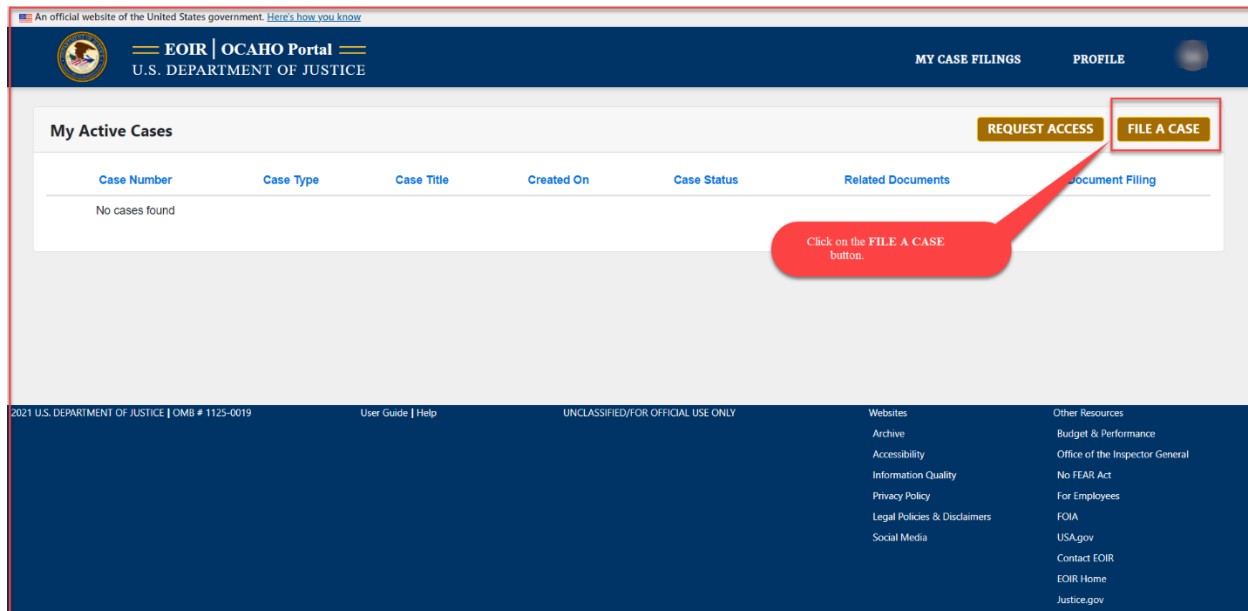 An official website of the United States government. Here's how you know
EOIR | OCAHO Portal
U.S. DEPARTMENT OF JUSTICE
MY CASE FILINGS
PROFILE
My Active Cases
REQUEST ACCESS
FILE A CASE
Case Number
Case Type
Case Title
Created On
Case Status
Related Documents
Document Filing
No cases found
Click on the FILE A CASE
button.
2021 U.S. DEPARTMENT OF JUSTICE | OMB # 1125-0019
User Guide | Help
UNCLASSIFIED/FOR OFFICIAL USE ONLY
Websites
Archive
Accessibility
Information Quality
Privacy Policy
Legal Policies & Disclaimers
Social Media
Other Resources
Budget & Performance
Office of the Inspector General
No FEAR Act
For Employees
FOIA
USA.gov
Contact EOIR
EOIR Home
Justice.gov